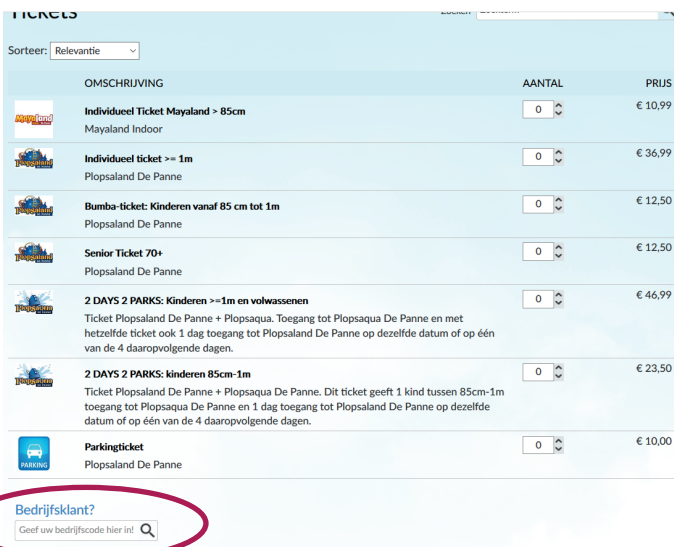 Tickets
Sorteer: Relevantie
OMSCHRIJVING AANTAL PRIJS
Mayaland
Individueel Ticket Mayaland > 85cm 0 € 10,99
Mayaland Indoor
Plopsaland
Individueel ticket >= 1m 0 € 36,99
Plopsaland De Panne
Plopsaland
Bumba-ticket: Kinderen vanaf 85 cm tot 1m 0 € 12,50
Plopsaland De Panne
Plopsaland
Senior Ticket 70+ 0 € 12,50
Plopsaland De Panne
Plopsaqua
2 DAYS 2 PARKS: Kinderen >=1m en volwassenen 0 € 46,99
Ticket Plopsaland De Panne + Plopsaqua. Toegang tot Plopsaqua De Panne en met
hetzelfde ticket ook 1 dag toegang tot Plopsaland De Panne op dezelfde datum of op één
van de 4 daaropvolgende dagen.
Plopsaqua
2 DAYS 2 PARKS: kinderen 85cm-1m 0 € 23,50
Ticket Plopsaland De Panne + Plopsaqua De Panne. Dit ticket geeft 1 kind tussen 85cm-1m
toegang tot Plopsaqua De Panne en 1 dag toegang tot Plopsaland De Panne op dezelfde
datum of op één van de 4 daaropvolgende dagen.
PARKING
Parkingticket 0 € 10,00
Plopsaland De Panne
Bedrijfsklant?
Geef uw bedrijfscode hier in!